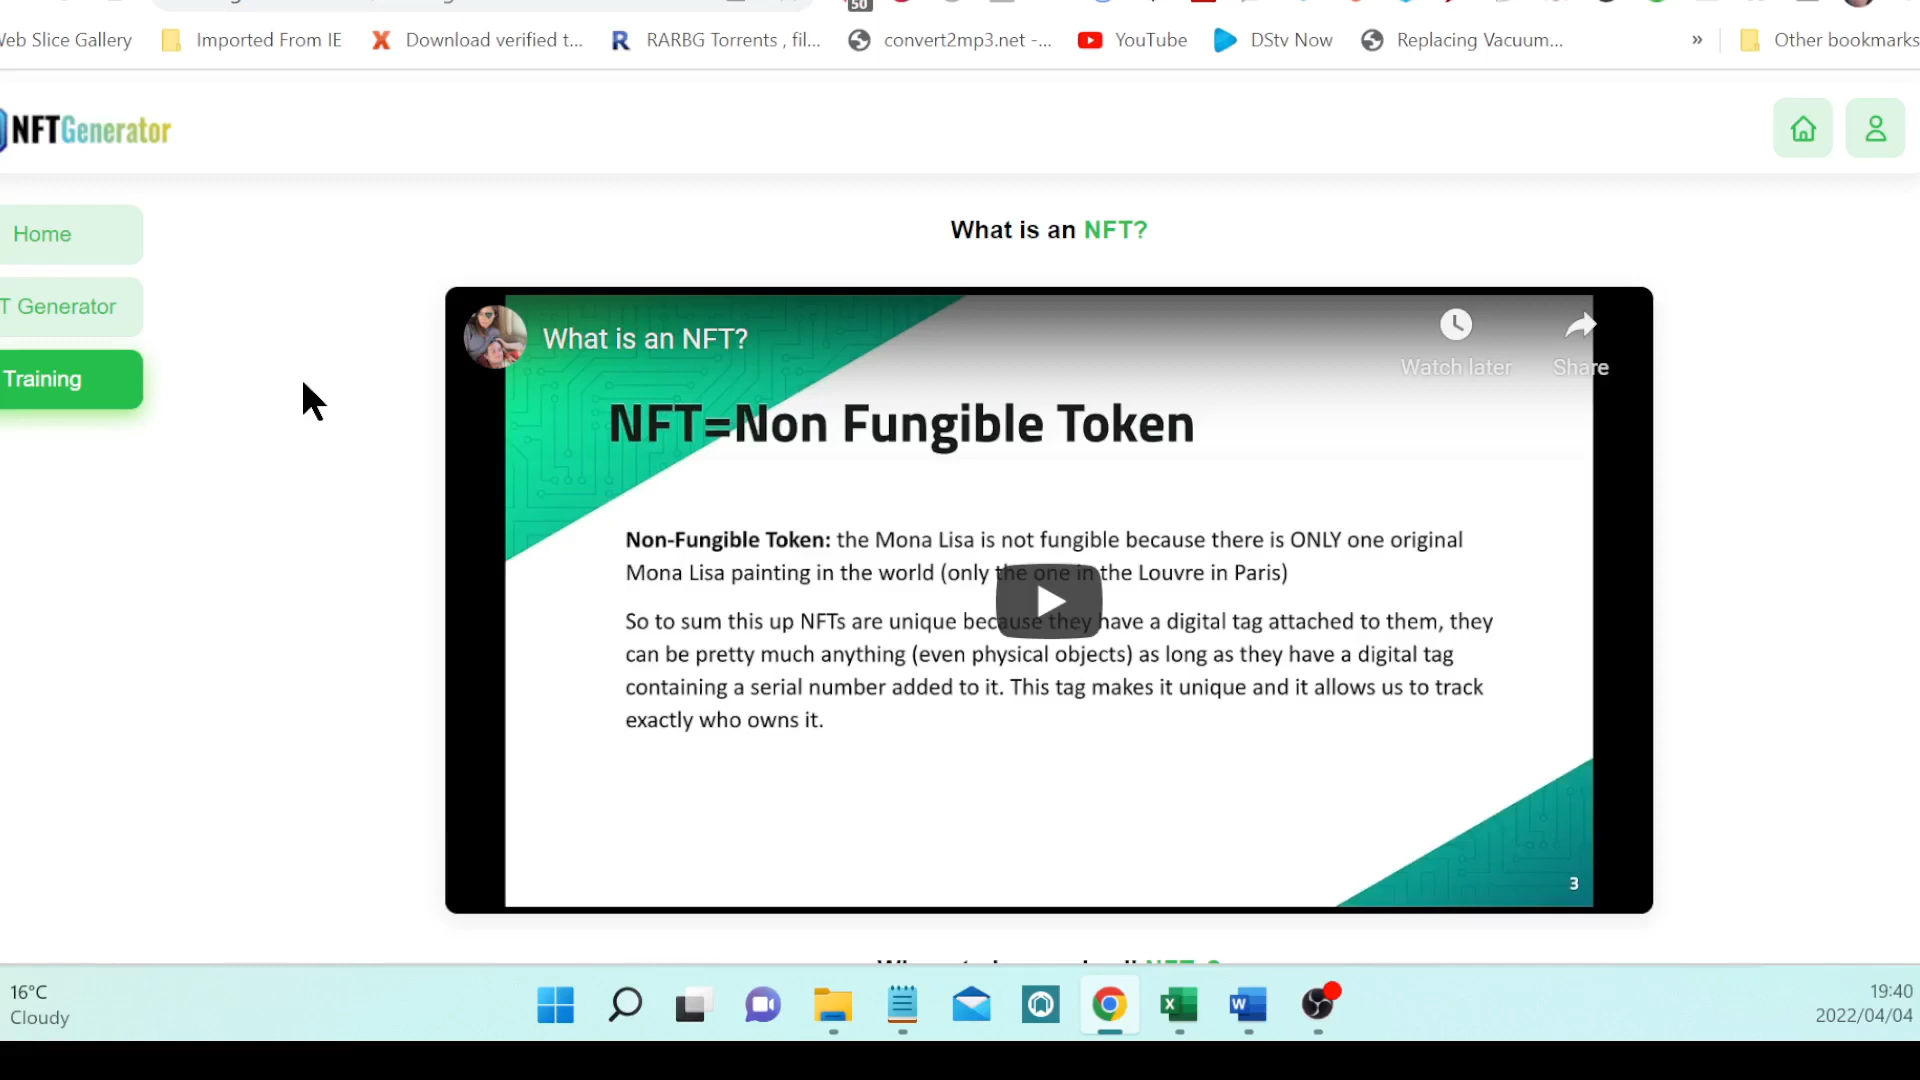 50
Web Slice Gallery
Imported From IE
Download verified t...
RARBG Torrents , fil...
convert2mp3.net -...
YouTube
DStv Now
Replacing Vacuum...
»
Other bookmarks
NFTGenerator
Home
T Generator
Training
What is an NFT?
What is an NFT?
Watch later
Share
NFT=Non Fungible Token
Non-Fungible Token: the Mona Lisa is not fungible because there is ONLY one original
Mona Lisa painting in the world (only the one in the Louvre in Paris)
So to sum this up NFTs are unique because they have a digital tag attached to them, they
can be pretty much anything (even physical objects) as long as they have a digital tag
containing a serial number added to it. This tag makes it unique and it allows us to track
exactly who owns it.
3
16°C
Cloudy
19:40
2022/04/04